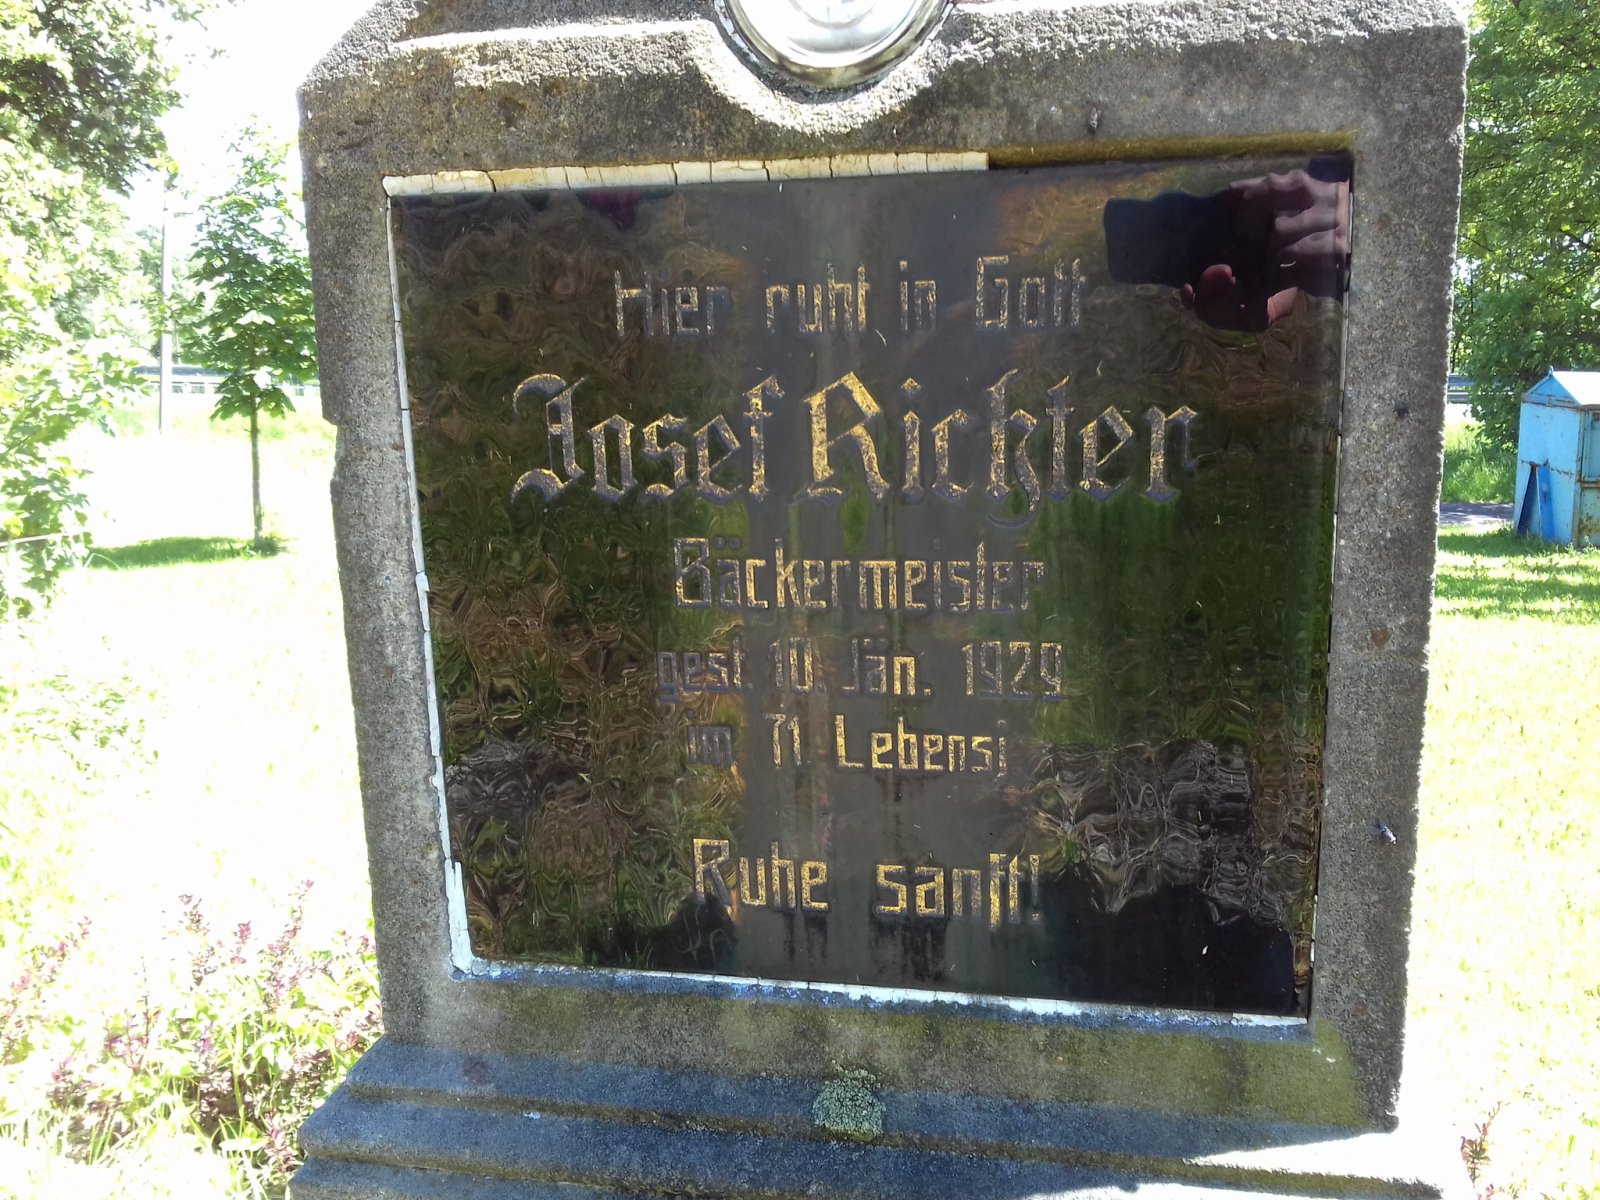 Hier ruht in Gott
Josef Richter
Bäckermeister
gest. 10. Jän. 1929
im 71. Lebensj.
Ruhe sanft!